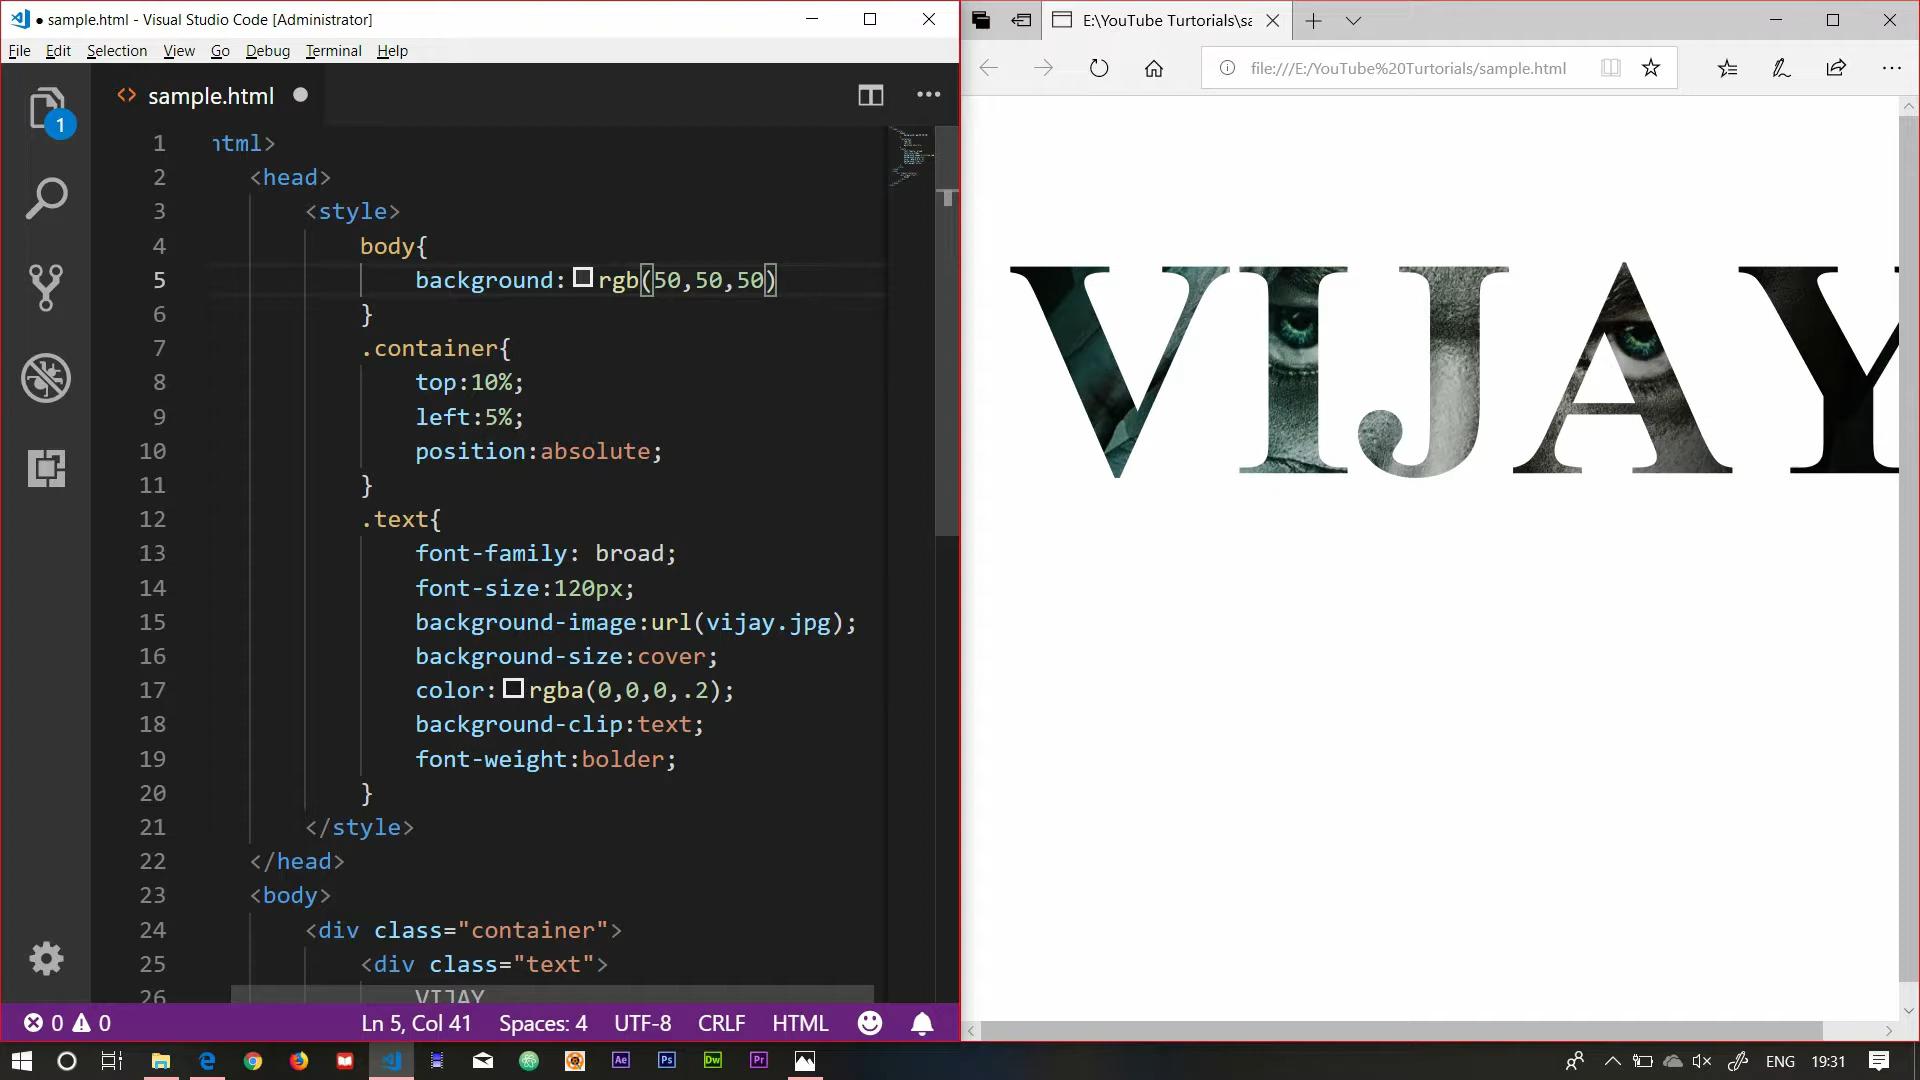 sample.html - Visual Studio Code [Administrator]
File Edit Selection View Go Debug Terminal Help
1
<> sample.html
1 html>
2 <head>
3 <style>
4 body{
5 background: rgb(50,50,50)
6 }
7 .container{
8 top:10%;
9 left:5%;
10 position:absolute;
11 }
12 .text{
13 font-family: broad;
14 font-size:120px;
15 background-image:url(vijay.jpg);
16 background-size:cover;
17 color: rgba(0,0,0,.2);
18 background-clip:text;
19 font-weight:bolder;
20 }
21 </style>
22 </head>
23 <body>
24 <div class="container">
25 <div class="text">
26 VIJAY
0 0 Ln 5, Col 41 Spaces: 4 UTF-8 CRLF HTML
E:\YouTube Turtorials\sa
file:///E:/YouTube%20Turtorials/sample.html
VIJAY
Ae Ps Dw Pr ENG 19:31